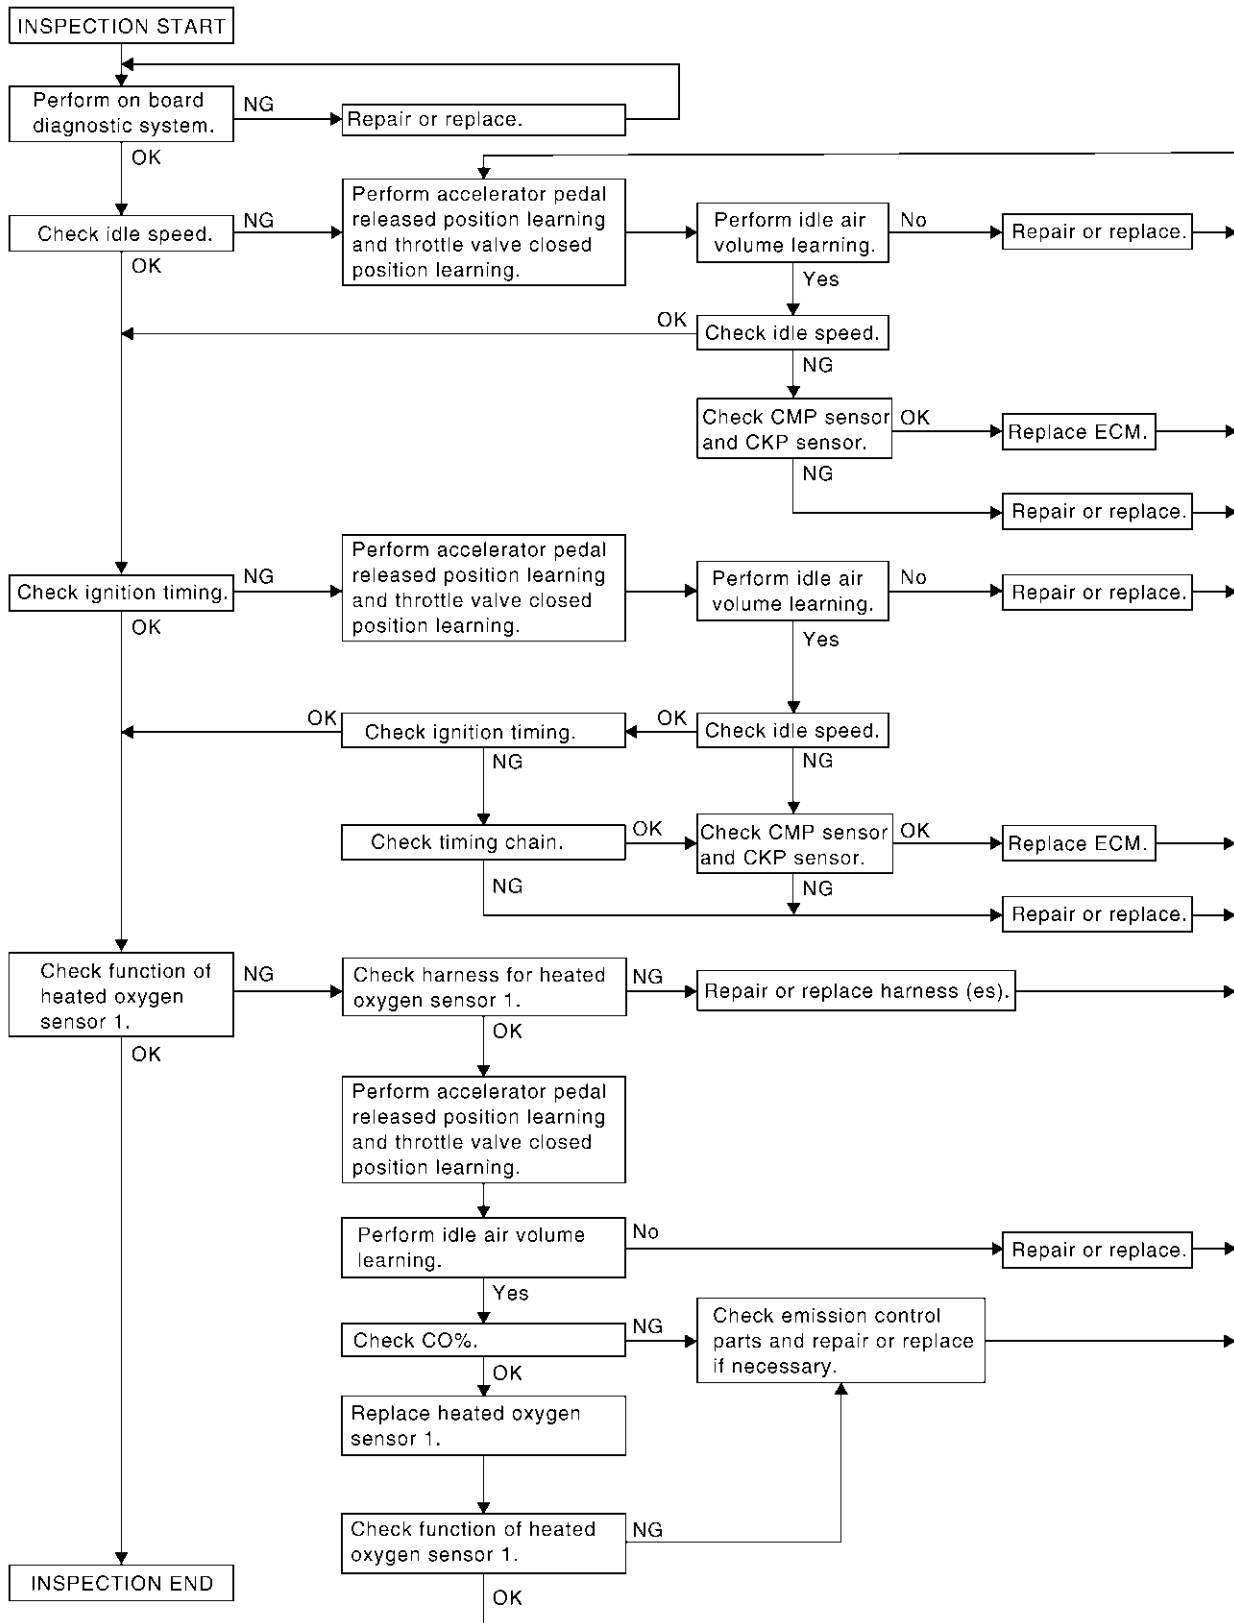 INSPECTION START
Perform on board
diagnostic system.
NG
Repair or replace.
OK
Check idle speed.
NG
Perform accelerator pedal
released position learning
and throttle valve closed
position learning.
Perform idle air
volume learning.
No
Repair or replace.
OK
Yes
OK
Check idle speed.
NG
Check CMP sensor
and CKP sensor.
OK
Replace ECM.
NG
Repair or replace.
Check ignition timing.
NG
Perform accelerator pedal
released position learning
and throttle valve closed
position learning.
Perform idle air
volume learning.
No
Repair or replace.
OK
Yes
OK
Check ignition timing.
OK
Check idle speed.
NG
NG
Check timing chain.
OK
Check CMP sensor
and CKP sensor.
OK
Replace ECM.
NG
NG
Repair or replace.
Check function of
heated oxygen
sensor 1.
NG
Check harness for heated
oxygen sensor 1.
NG
Repair or replace harness (es).
OK
OK
Perform accelerator pedal
released position learning
and throttle valve closed
position learning.
Perform idle air volume
learning.
No
Repair or replace.
Yes
Check CO%.
NG
Check emission control
parts and repair or replace
if necessary.
OK
Replace heated oxygen
sensor 1.
Check function of heated
oxygen sensor 1.
NG
INSPECTION END
OK